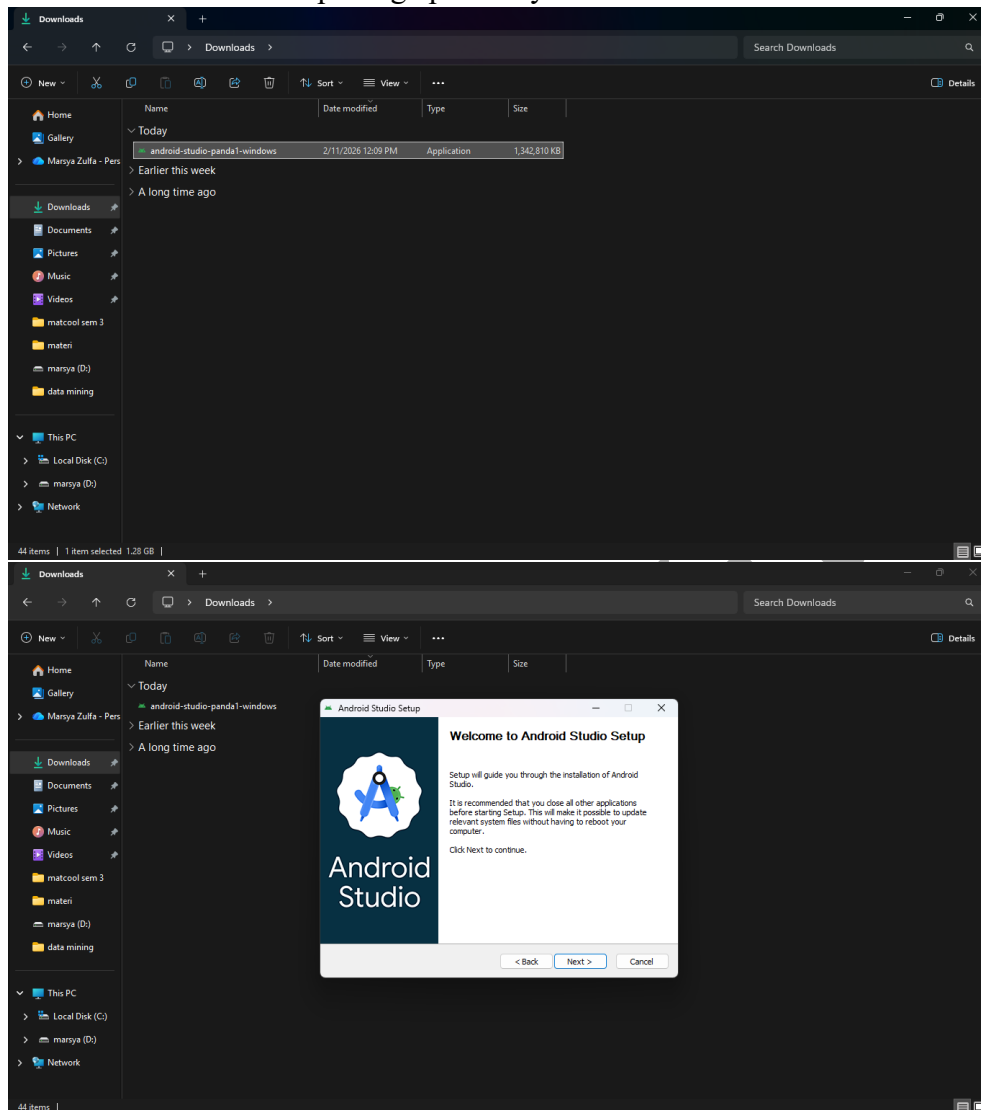 Downloads
Downloads
Search Downloads
New
Sort
View
Details
Name
Date modified
Type
Size
Home
Gallery
Marsya Zulfa - Pers
Downloads
Documents
Pictures
Music
Videos
matcool sem 3
materi
marsya (D:)
data mining
This PC
Local Disk (C:)
marsya (D:)
Network
Today
android-studio-panda1-windows 2/11/2026 12:09 PM Application 1,342,810 KB
Earlier this week
A long time ago
44 items | 1 item selected 1.28 GB |
Downloads
Downloads
Search Downloads
New
Sort
View
Details
Name
Date modified
Type
Size
Home
Gallery
Marsya Zulfa - Pers
Downloads
Documents
Pictures
Music
Videos
matcool sem 3
materi
marsya (D:)
data mining
This PC
Local Disk (C:)
marsya (D:)
Network
Today
android-studio-panda1-windows
Earlier this week
A long time ago
Android Studio Setup
Android
Studio
Welcome to Android Studio Setup
Setup will guide you through the installation of Android
Studio.
It is recommended that you close all other applications
before starting Setup. This will make it possible to update
relevant system files without having to reboot your
computer.
Click Next to continue.
< Back
Next >
Cancel
44 items |